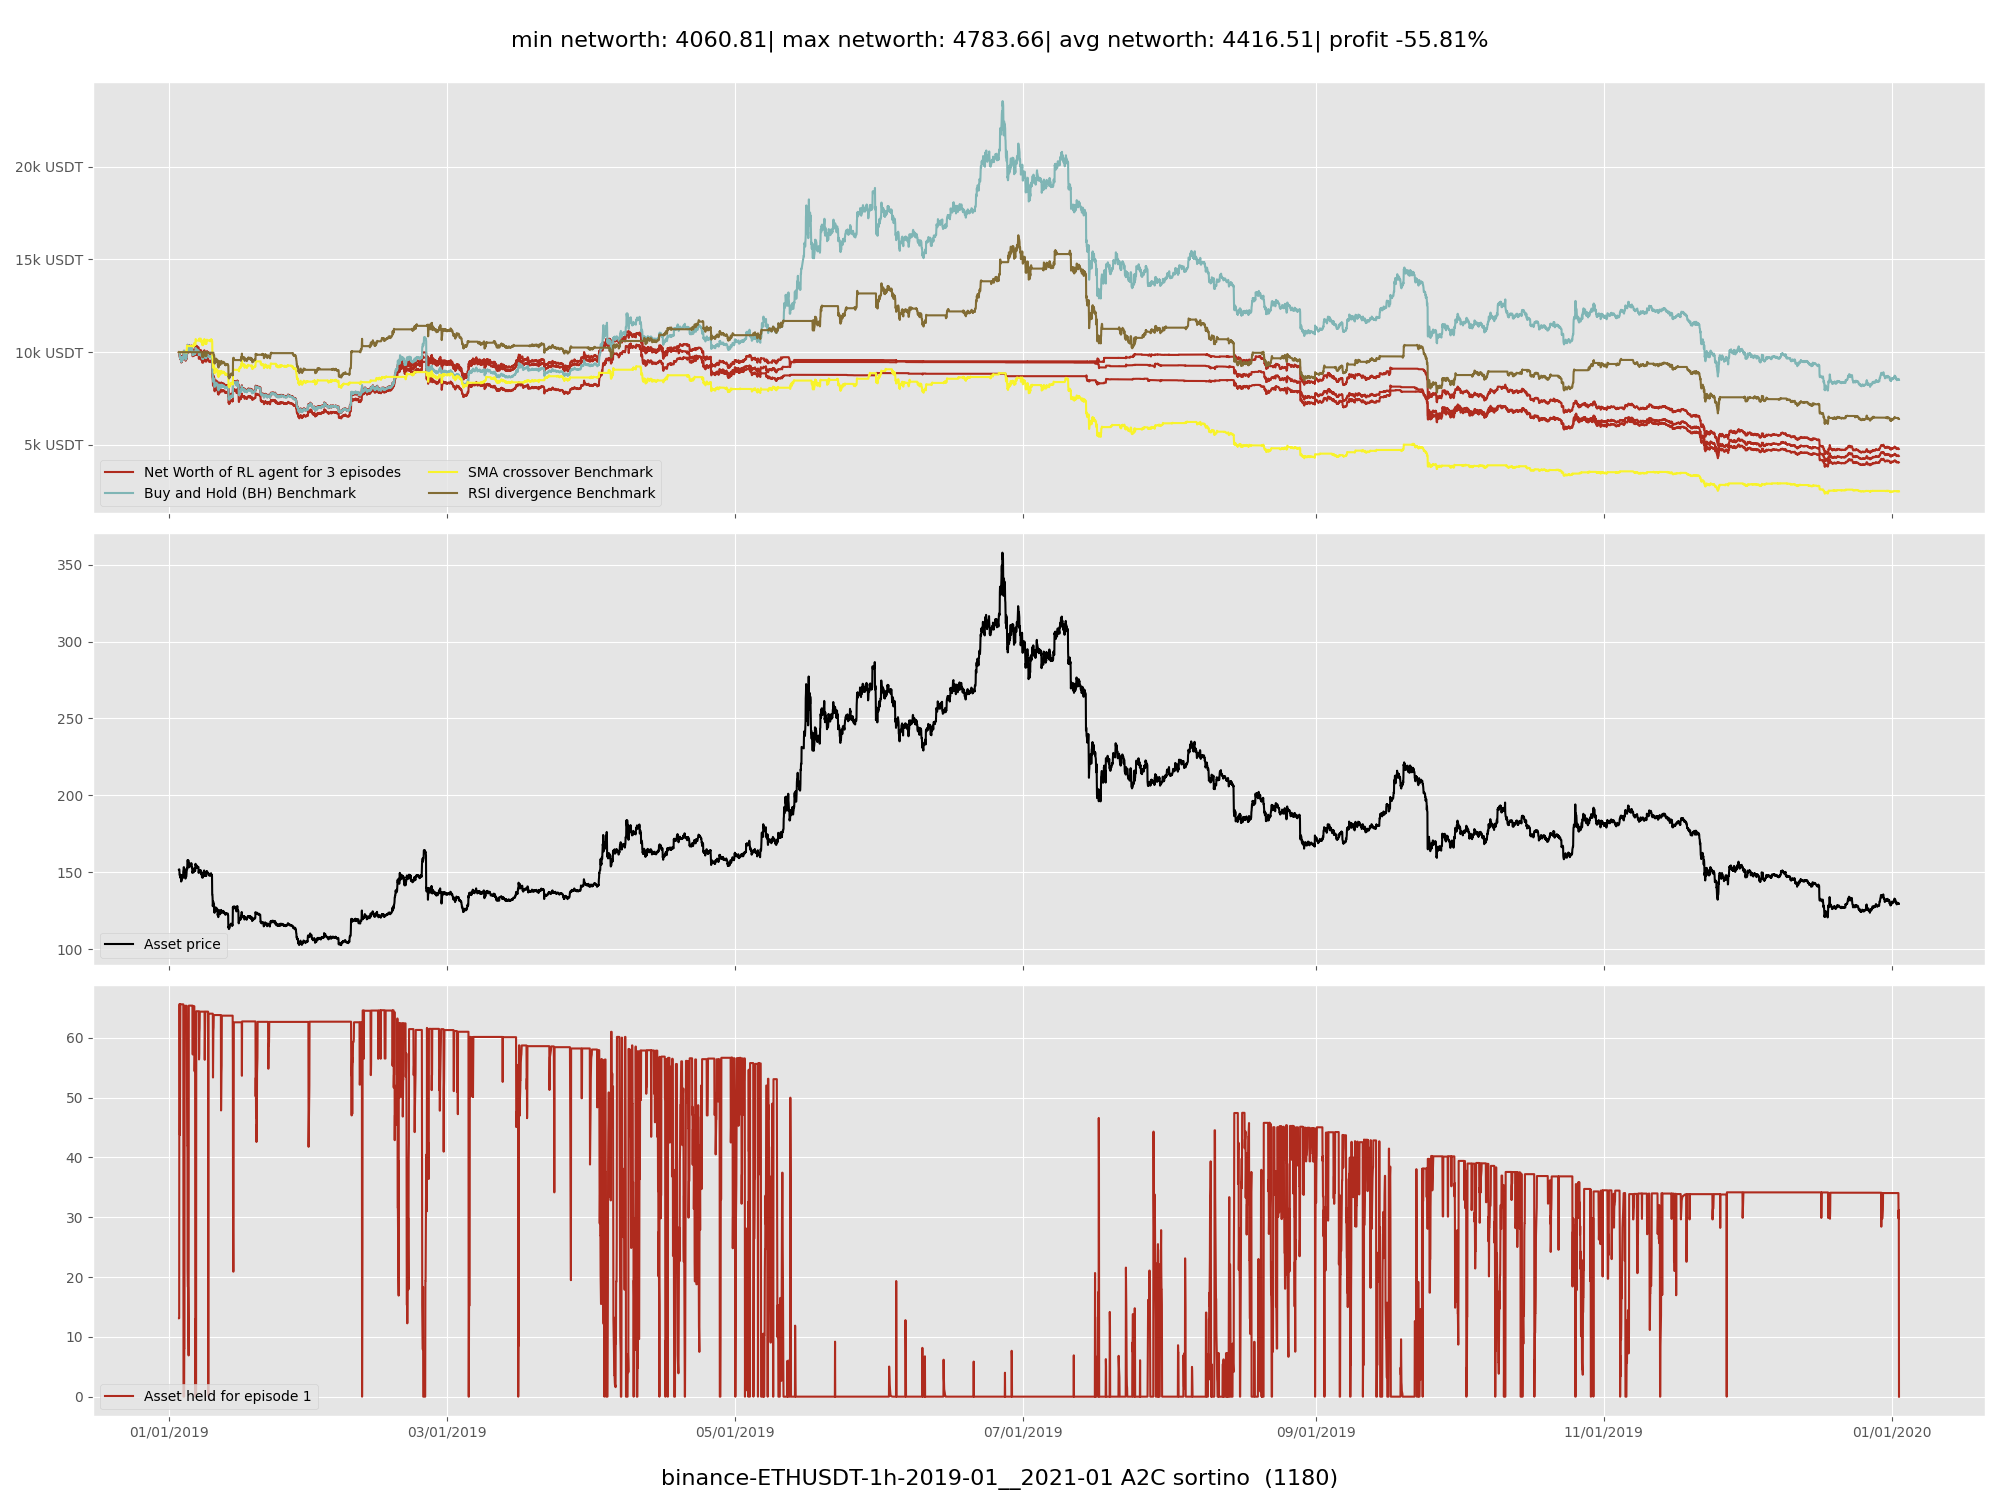 min networth: 4060.81| max networth: 4783.66| avg networth: 4416.51| profit -55.81%
20k USDT
15k USDT
10k USDT
5k USDT
Net Worth of RL agent for 3 episodes
Buy and Hold (BH) Benchmark
SMA crossover Benchmark
RSI divergence Benchmark
350
300
250
200
150
100
Asset price
60
50
40
30
20
10
0
Asset held for episode 1
01/01/2019 03/01/2019 05/01/2019 07/01/2019 09/01/2019 11/01/2019 01/01/2020
binance-ETHUSDT-1h-2019-01__2021-01 A2C sortino (1180)